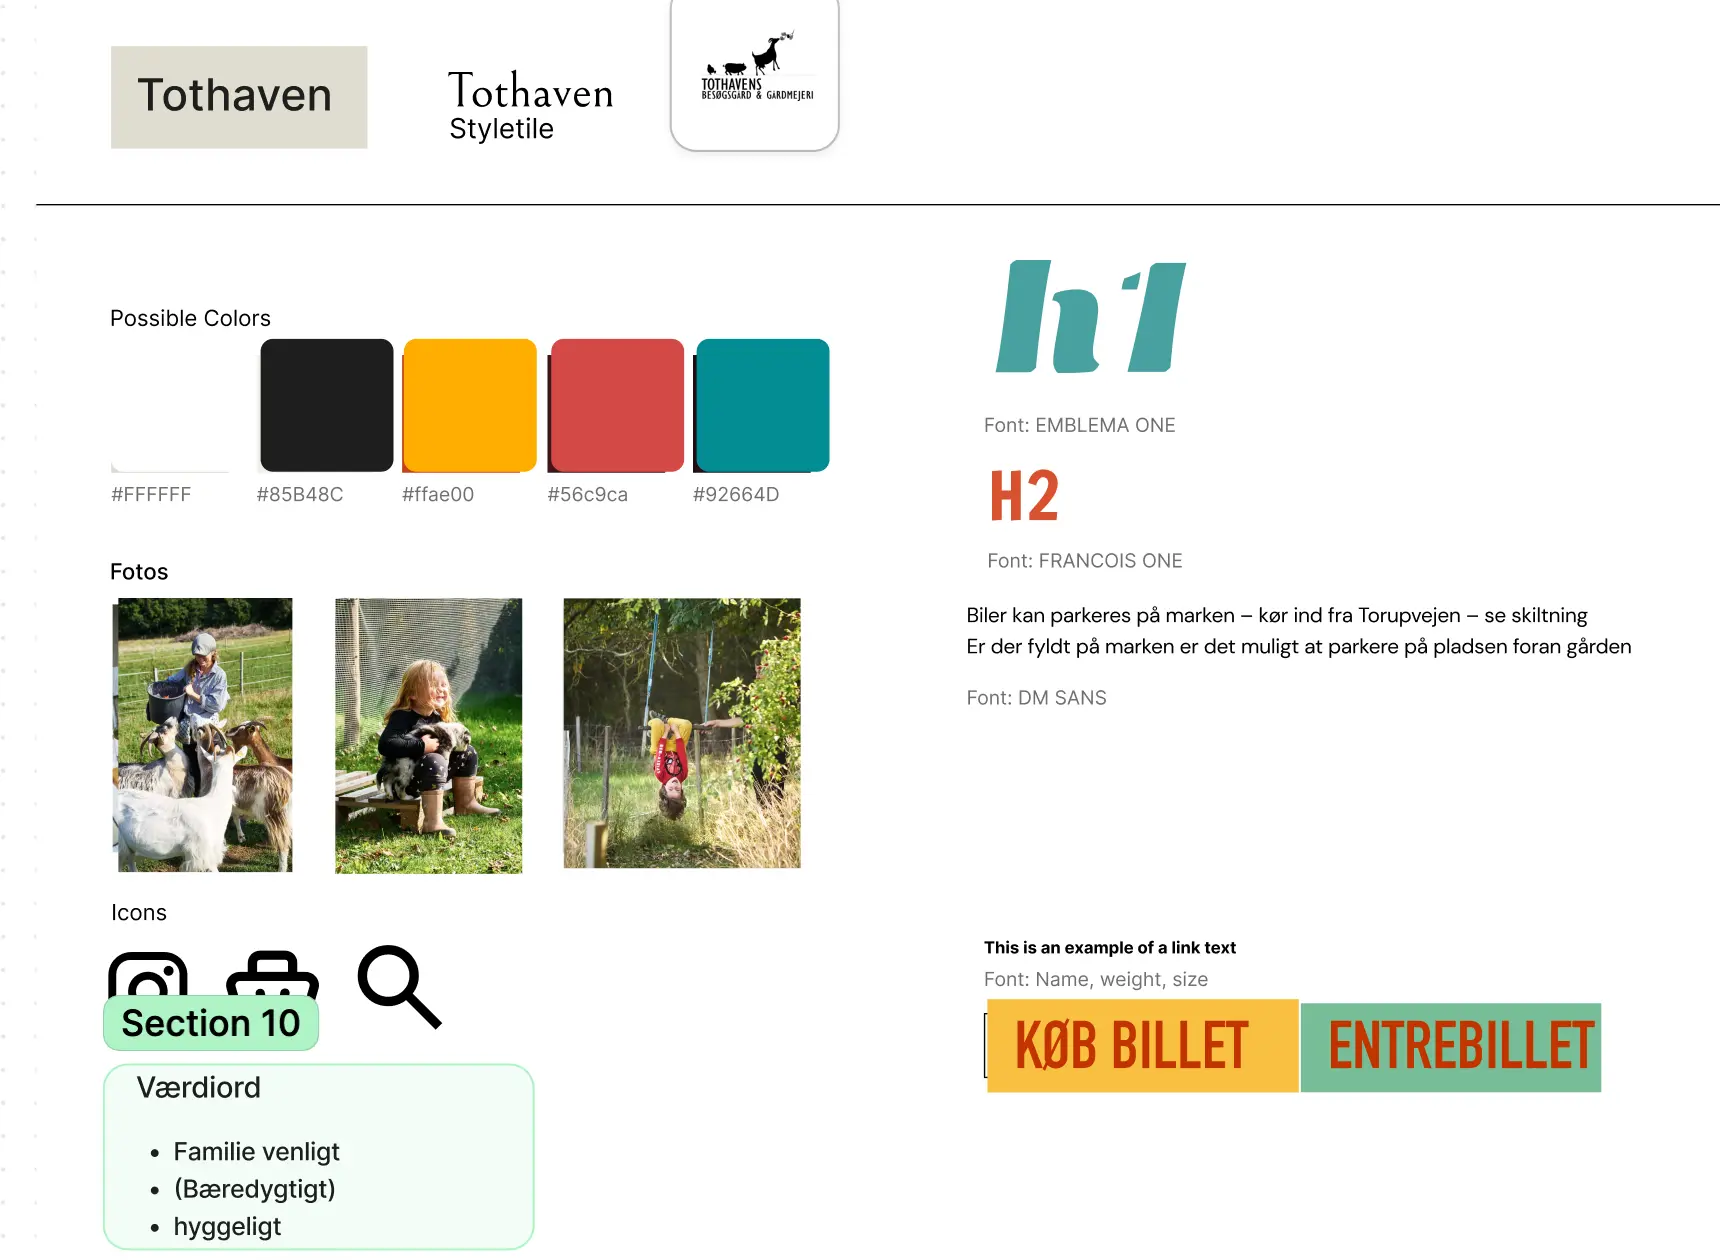 Tothaven
Tothaven
Styletile
TOTHAVENS
BESØGSGÅRD & GÅRDMEJERI
Possible Colors
#FFFFFF
#85B48C
#ffae00
#56c9ca
#92664D
Fotos
Icons
Section 10
Værdiord
• Familie venligt
• (Bæredygtigt)
• hyggeligt
h1
Font: EMBLEMA ONE
H2
Font: FRANCOIS ONE
Biler kan parkeres på marken – kør ind fra Torupvejen – se skiltning
Er der fyldt på marken er det muligt at parkere på pladsen foran gården
Font: DM SANS
This is an example of a link text
Font: Name, weight, size
KØB BILLET
ENTREBILLET